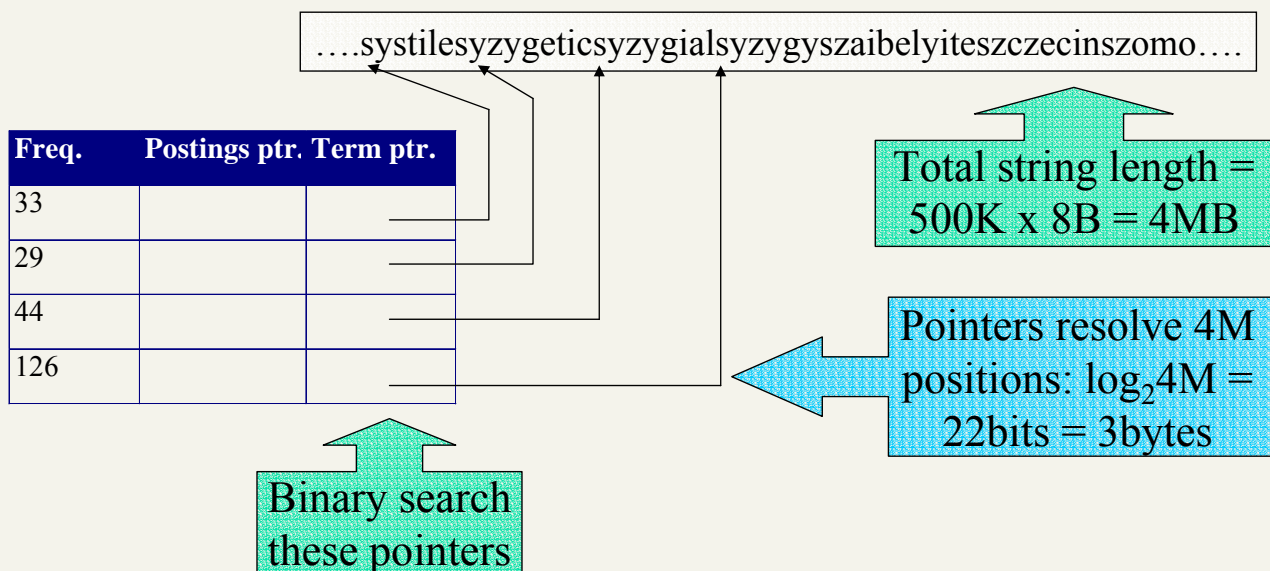 ….systilesyzygeticsyzygialsyzygyszaibelyiteszczecinszomo….
Freq. Postings ptr. Term ptr.
33
29
44
126
Total string length =
500K x 8B = 4MB
Pointers resolve 4M
positions: log₂4M =
22bits = 3bytes
Binary search
these pointers